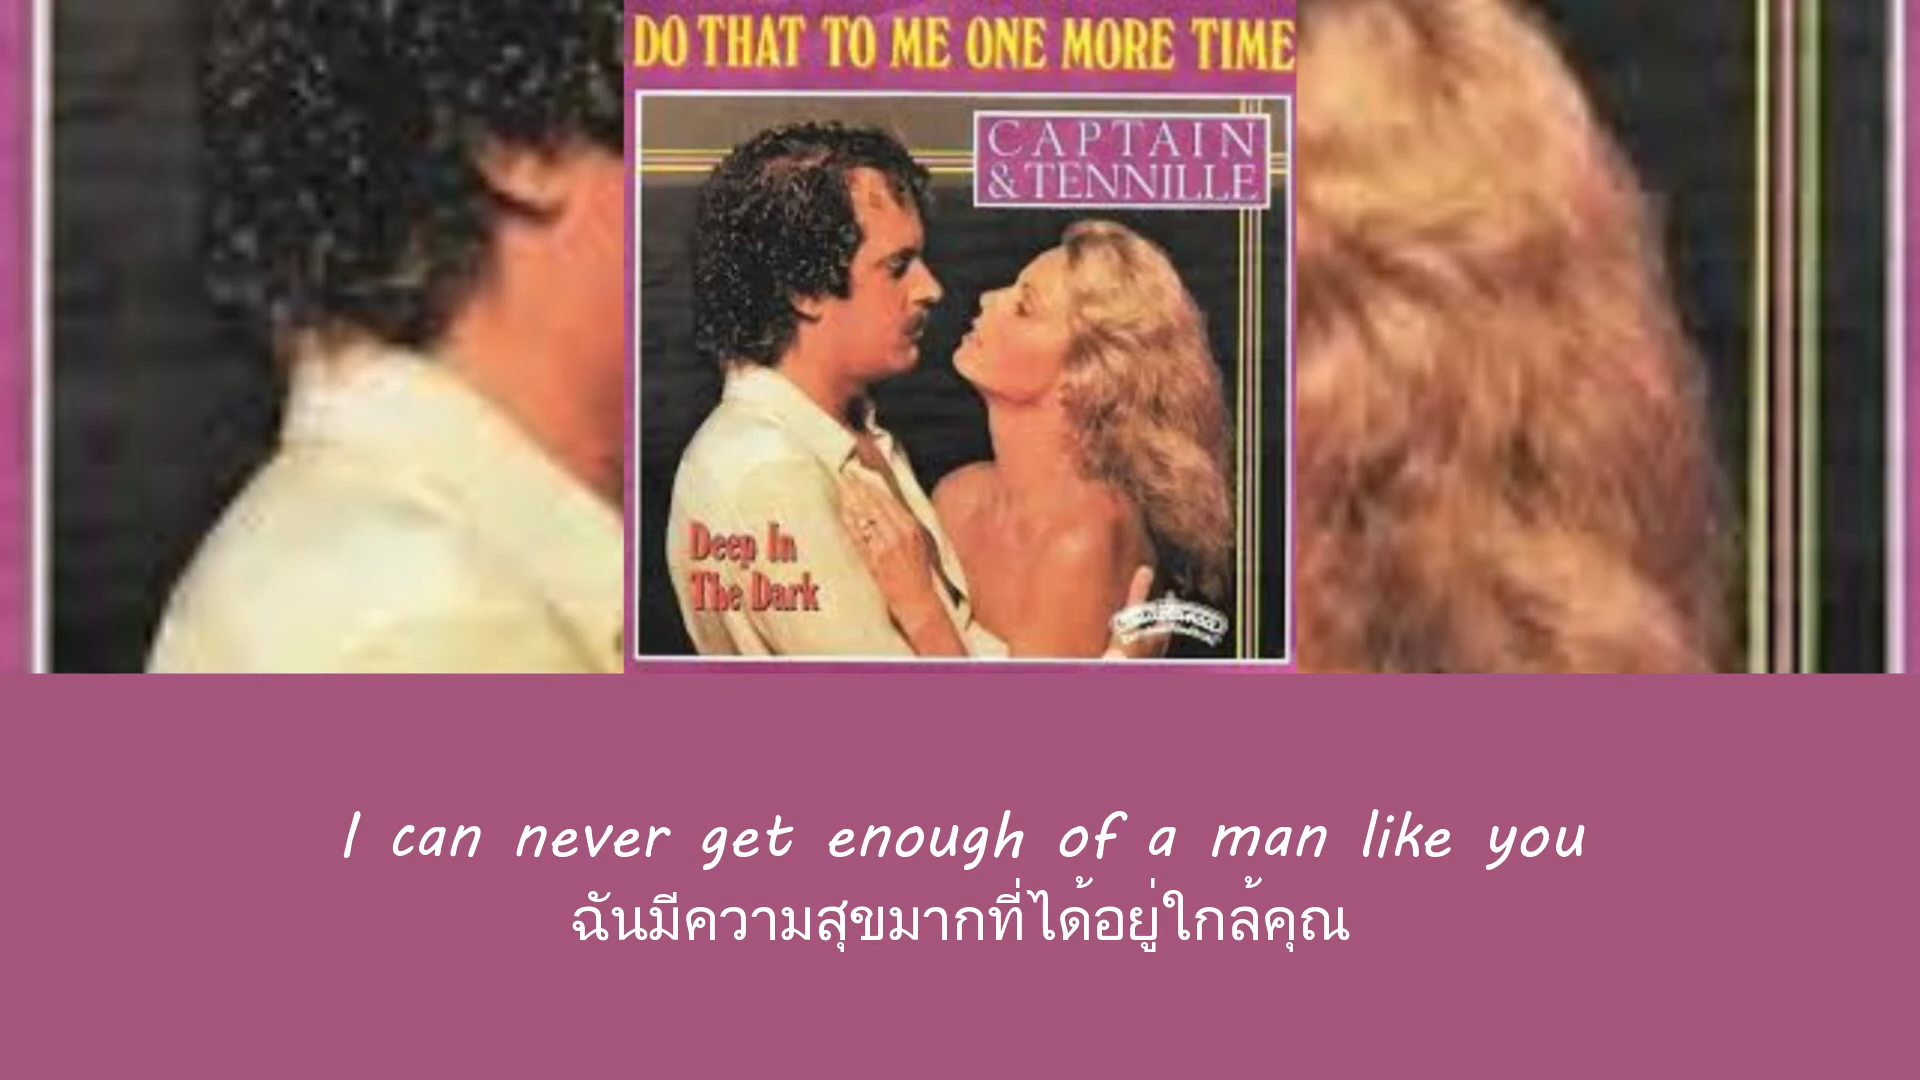 DO THAT TO ME ONE MORE TIME
CAPTAIN
& TENNILLE
Deep In
The Dark
I can never get enough of a man like you
ฉันมีความสุขมากที่ได้อยู่ใกล้คุณ